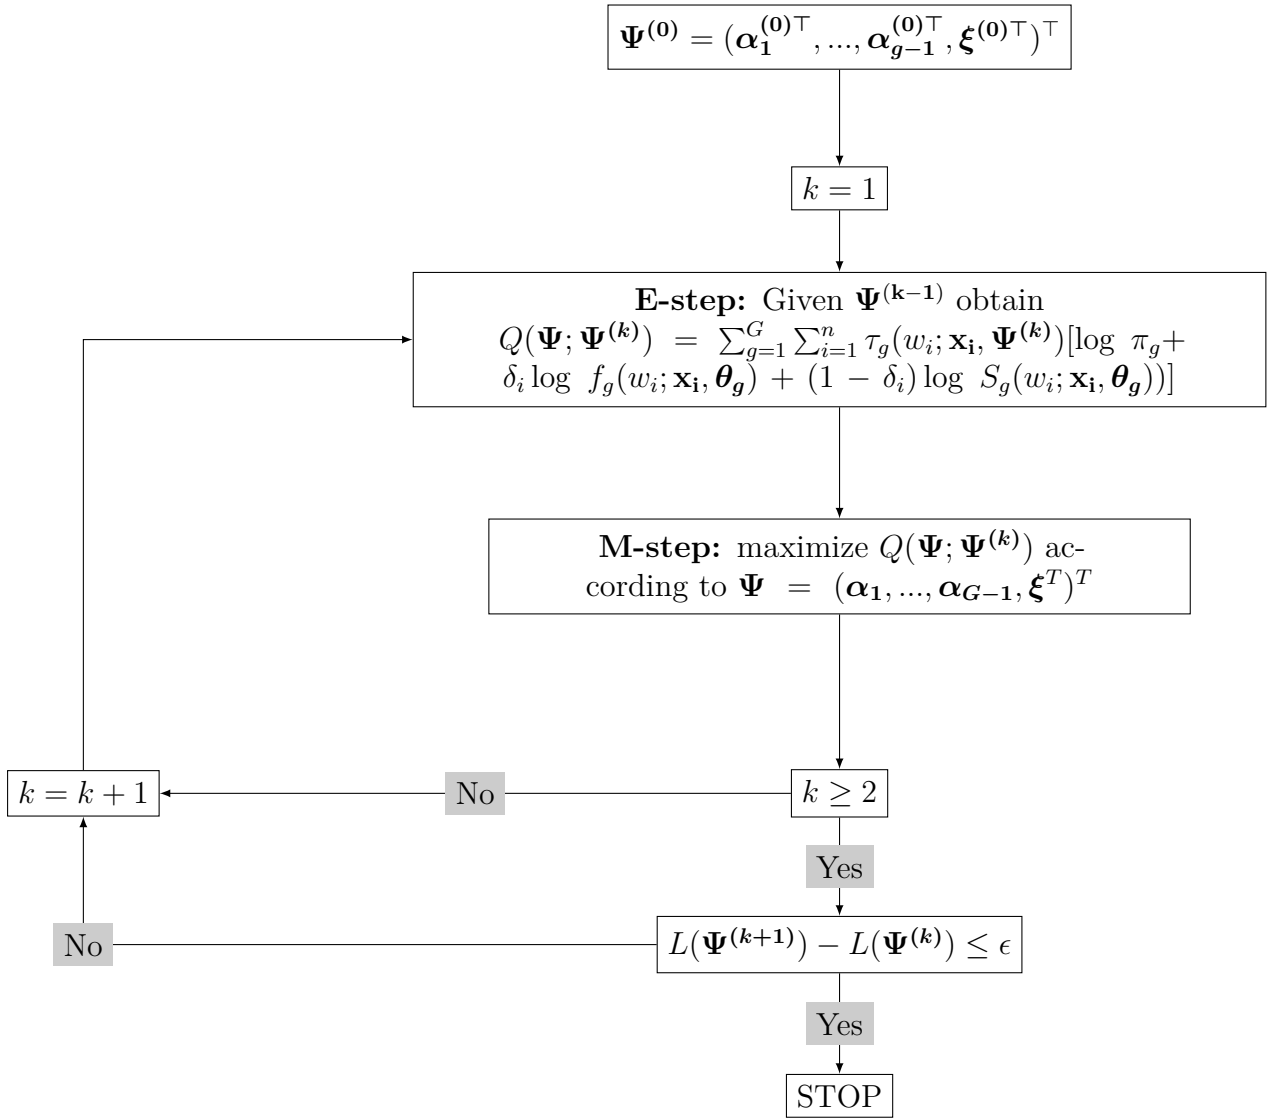 Ψ⁽⁰⁾ = (α₁⁽⁰⁾ᵀ, ..., α_{g−1}^{(0)⊤}, ξ^{(0)⊤})^⊤
k = 1
E-step: Given Ψ^{(k−1)} obtain
Q(Ψ; Ψ^{(k)}) = ∑_{g=1}^{G} ∑_{i=1}^{n} τ_g(w_i; x_i, Ψ^{(k)})[log π_g+
δ_i log f_g(w_i; x_i, θ_g) + (1 − δ_i) log S_g(w_i; x_i, θ_g))]
M-step: maximize Q(Ψ; Ψ^{(k)}) ac-
cording to Ψ = (α_1, ..., α_{G−1}, ξ^T)^T
k = k + 1
No
k ≥ 2
Yes
No
L(Ψ^{(k+1)}) − L(Ψ^{(k)}) ≤ ϵ
Yes
STOP